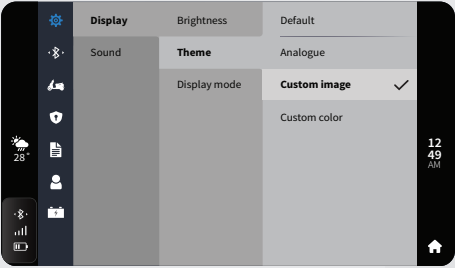 Display
Sound
Brightness
Theme
Display mode
Default
Analogue
Custom image
Custom color
28°
12
49
AM